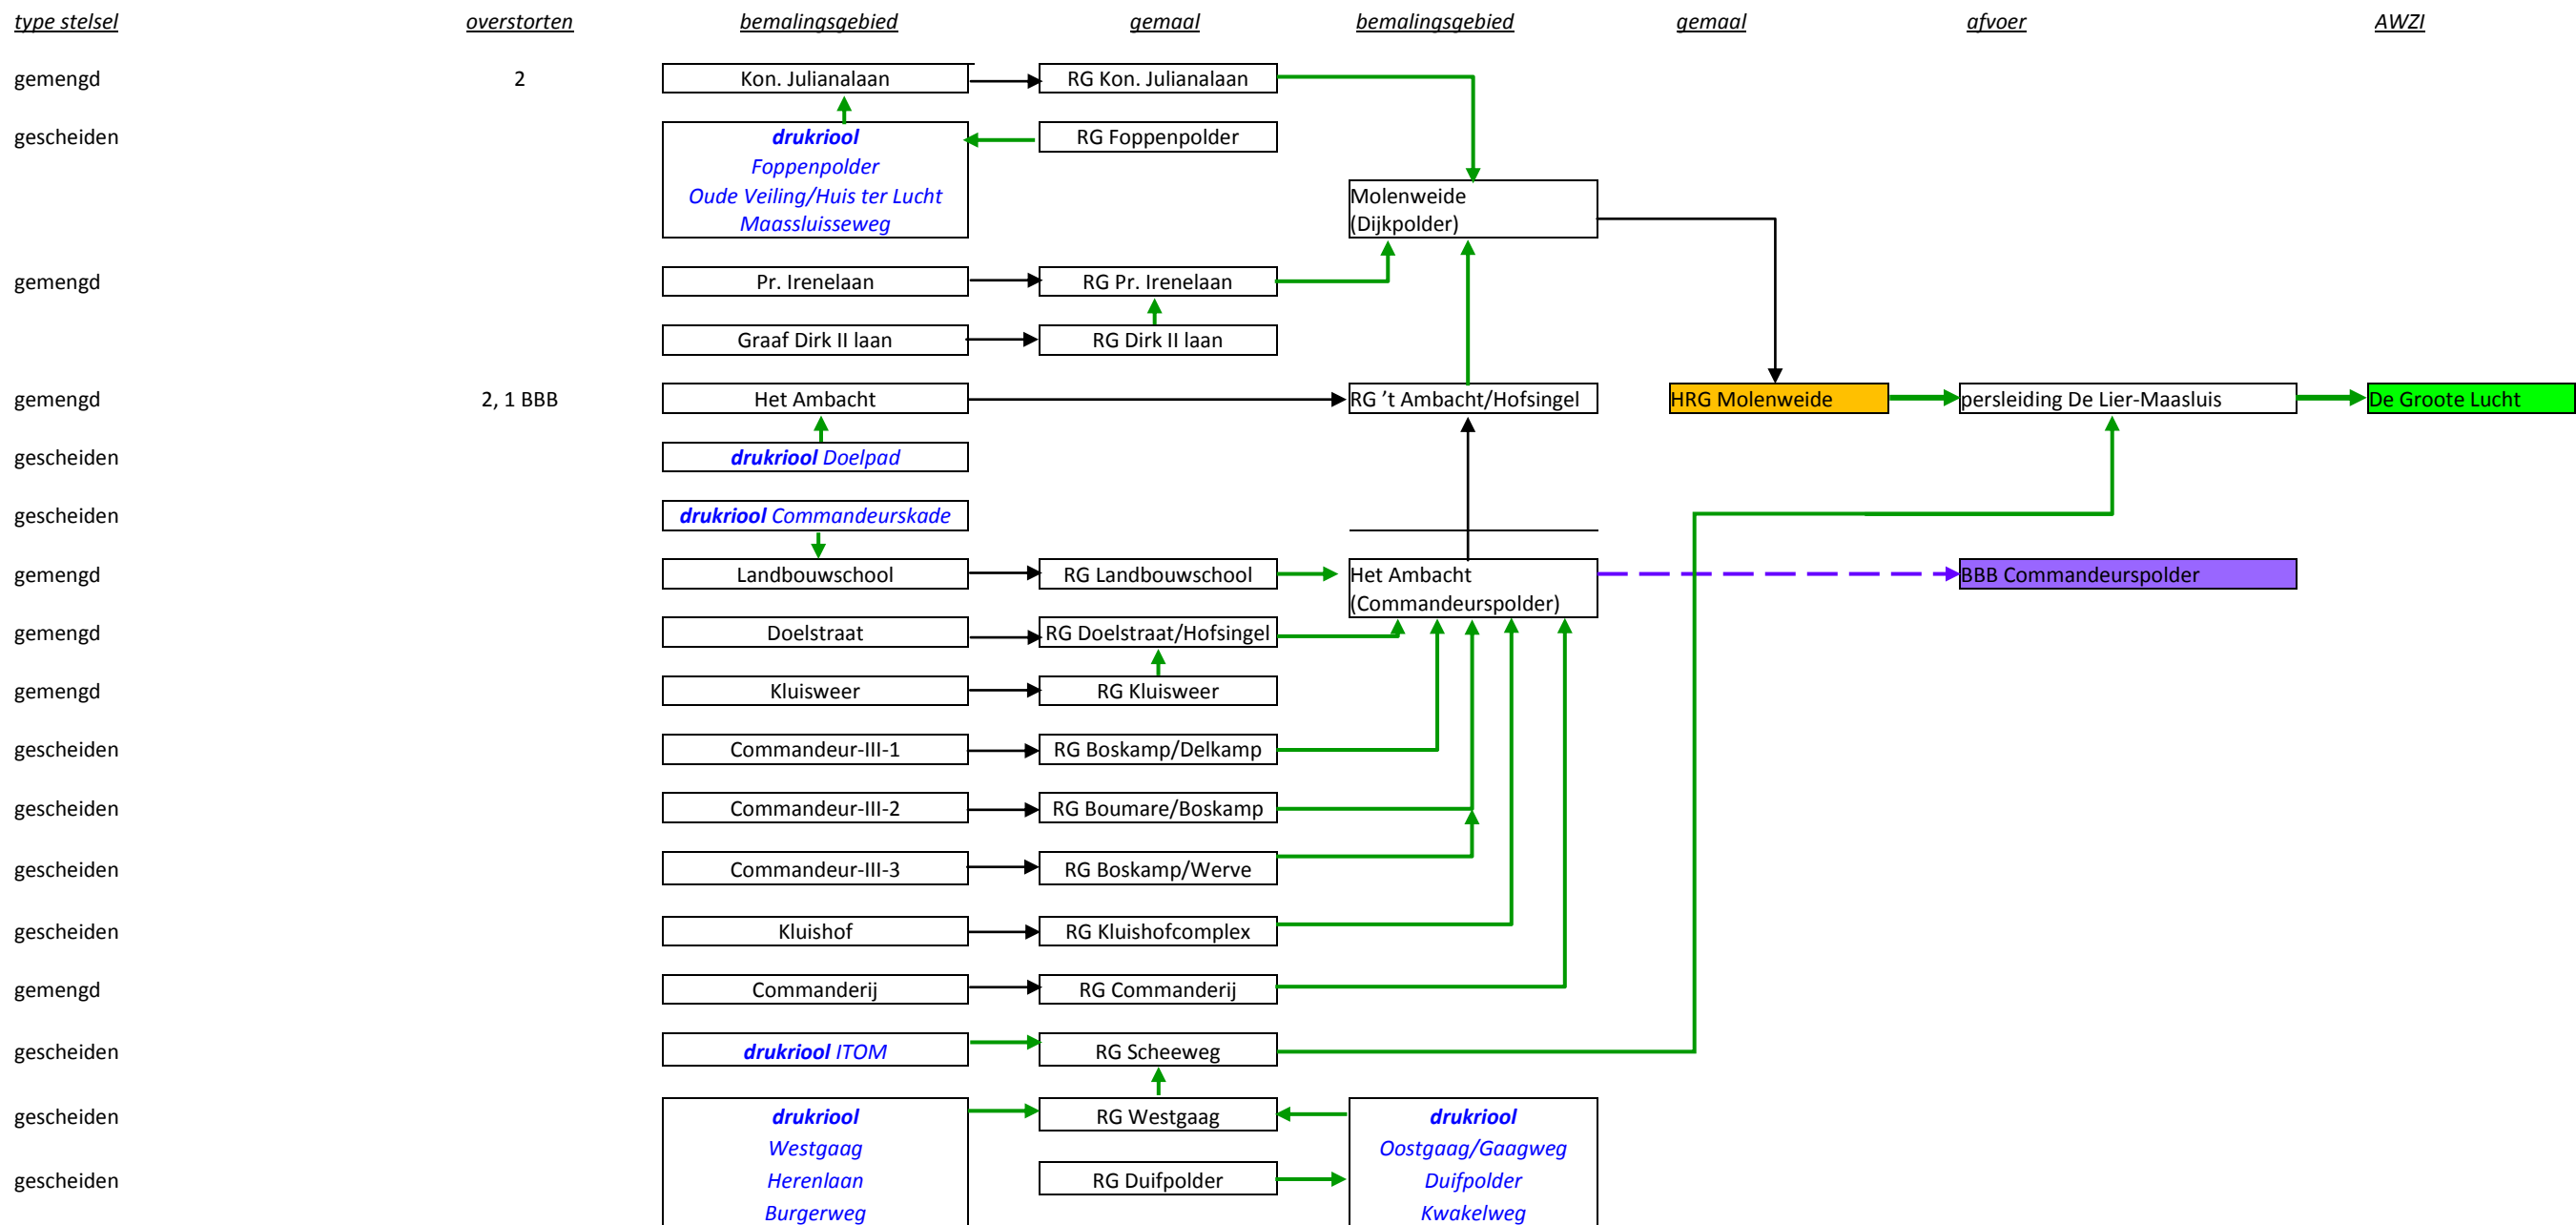 type stelsel overstorten bemalingsgebied gemaal bemalingsgebied gemaal afvoer AWZI
gemengd 2 Kon. Julianalaan RG Kon. Julianalaan
gescheiden drukriool RG Foppenpolder
Foppenpolder
Oude Veiling/Huis ter Lucht Molenweide
Maassluisseweg (Dijkpolder)
gemengd Pr. Irenelaan RG Pr. Irenelaan
Graaf Dirk II laan RG Dirk II laan
gemengd 2, 1 BBB Het Ambacht RG ’t Ambacht/Hofsingel HRG Molenweide persleiding De Lier-Maasluis De Groote Lucht
gescheiden drukriool Doelpad
gescheiden drukriool Commandeurskade
gemengd Landbouwschool RG Landbouwschool Het Ambacht BBB Commandeurspolder
(Commandeurspolder)
gemengd Doelstraat RG Doelstraat/Hofsingel
gemengd Kluisweer RG Kluisweer
gescheiden Commandeur-III-1 RG Boskamp/Delkamp
gescheiden Commandeur-III-2 RG Boumare/Boskamp
gescheiden Commandeur-III-3 RG Boskamp/Werve
gescheiden Kluishof RG Kluishofcomplex
gemengd Commanderij RG Commanderij
gescheiden drukriool ITOM RG Scheeweg
gescheiden drukriool RG Westgaag drukriool
Westgaag Oostgaag/Gaagweg
gescheiden Herenlaan RG Duifpolder Duifpolder
Burgerweg Kwakelweg